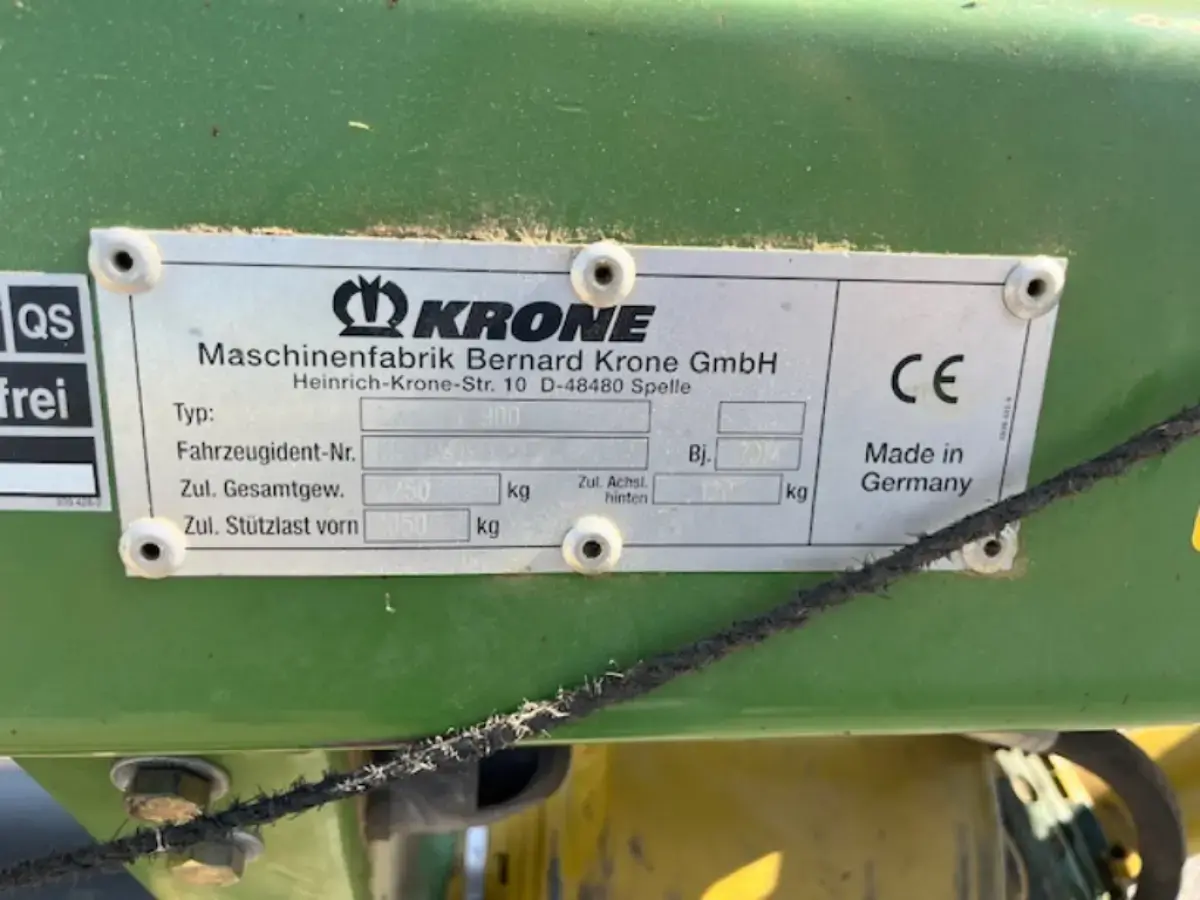 QS
frei
KRONE
Maschinenfabrik Bernard Krone GmbH
Heinrich-Krone-Str. 10 D-48480 Spelle
Typ: 900
Fahrzeugident-Nr.
Bj.
Zul. Gesamtgew. kg
Zul. Achsl. hinten kg
Zul. Stützlast vorn kg
CE
Made in
Germany